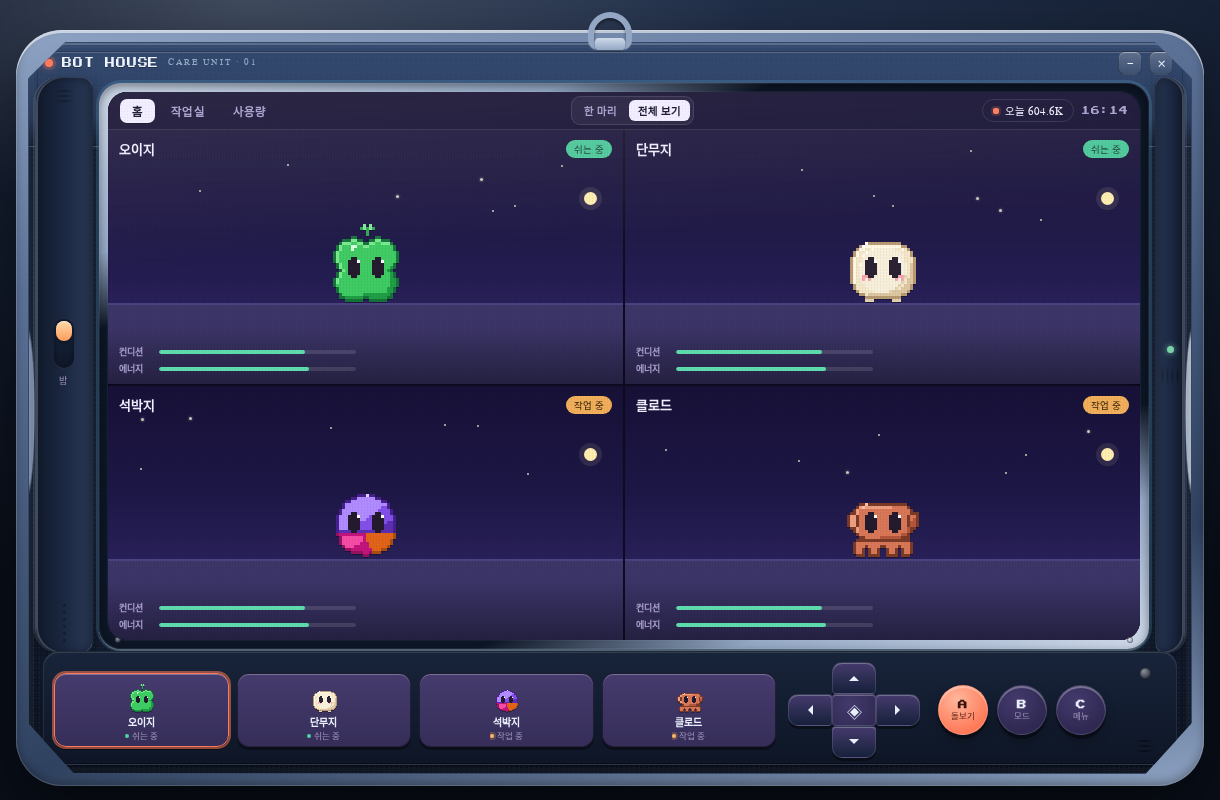 BOT HOUSE CARE UNIT · 01
홈 작업실 사용량 한 마리 전체 보기 오늘 604.6K 16:14
오이지 쉬는 중
컨디션
에너지
단무지 쉬는 중
컨디션
에너지
밤
석박지 작업 중
컨디션
에너지
클로드 작업 중
컨디션
에너지
오이지
쉬는 중
단무지
쉬는 중
석박지
작업 중
클로드
작업 중
A
돌보기
B
모드
C
메뉴